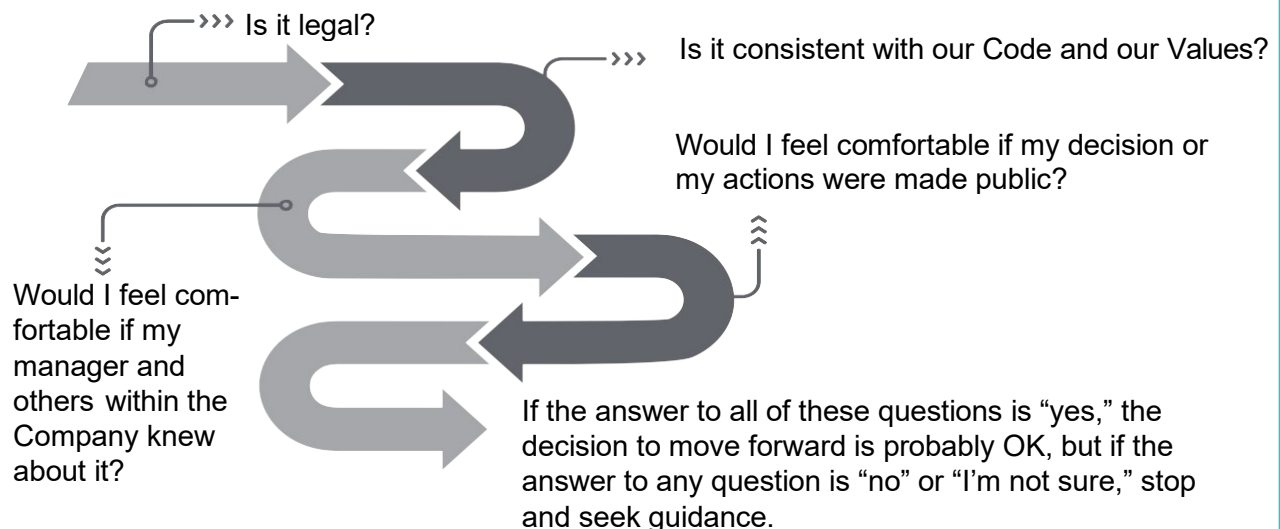 Is it legal?
Is it consistent with our Code and our Values?
Would I feel com-
fortable if my
manager and
others within the
Company knew
about it?
Would I feel comfortable if my decision or
my actions were made public?
If the answer to all of these questions is “yes,” the
decision to move forward is probably OK, but if the
answer to any question is “no” or “I’m not sure,” stop
and seek guidance.